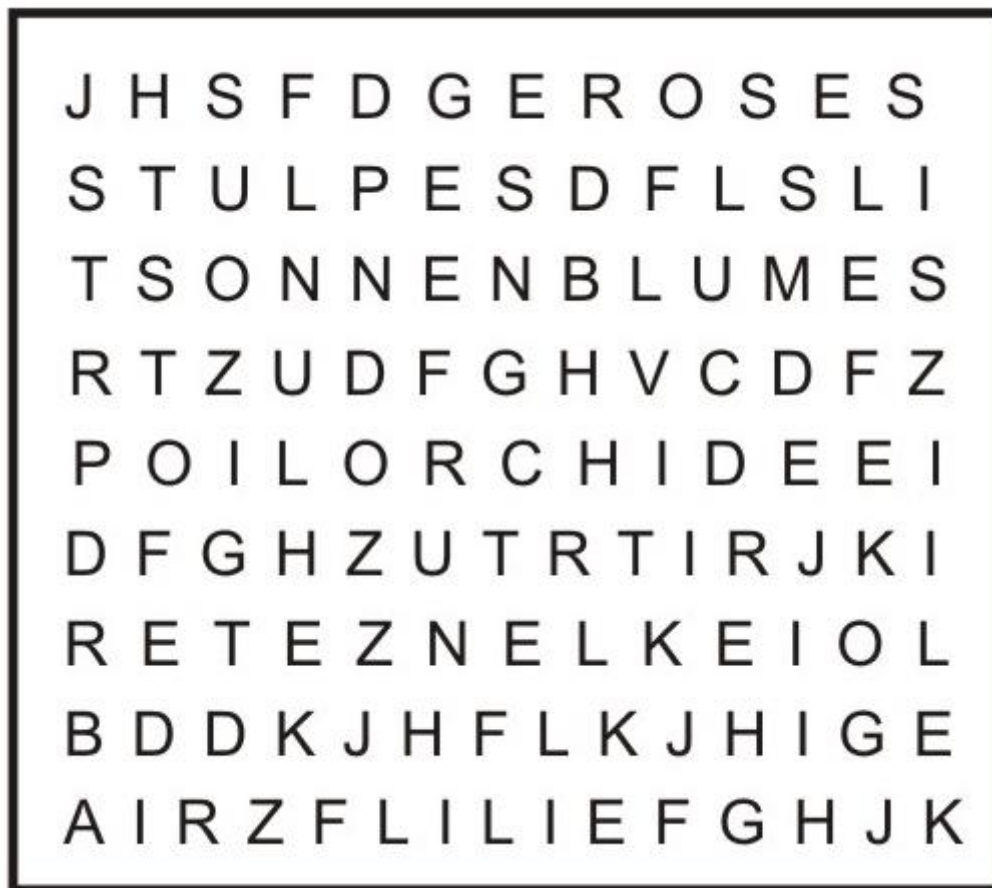 J H S F D G E R O S E S
S T U L P E S D F L S L I
T S O N N E N B L U M E S
R T Z U D F G H V C D F Z
P O I L O R C H I D E E I
D F G H Z U T R T I R J K I
R E T E Z N E L K E I O L
B D D K J H F L K J H I G E
A I R Z F L I L I E F G H J K